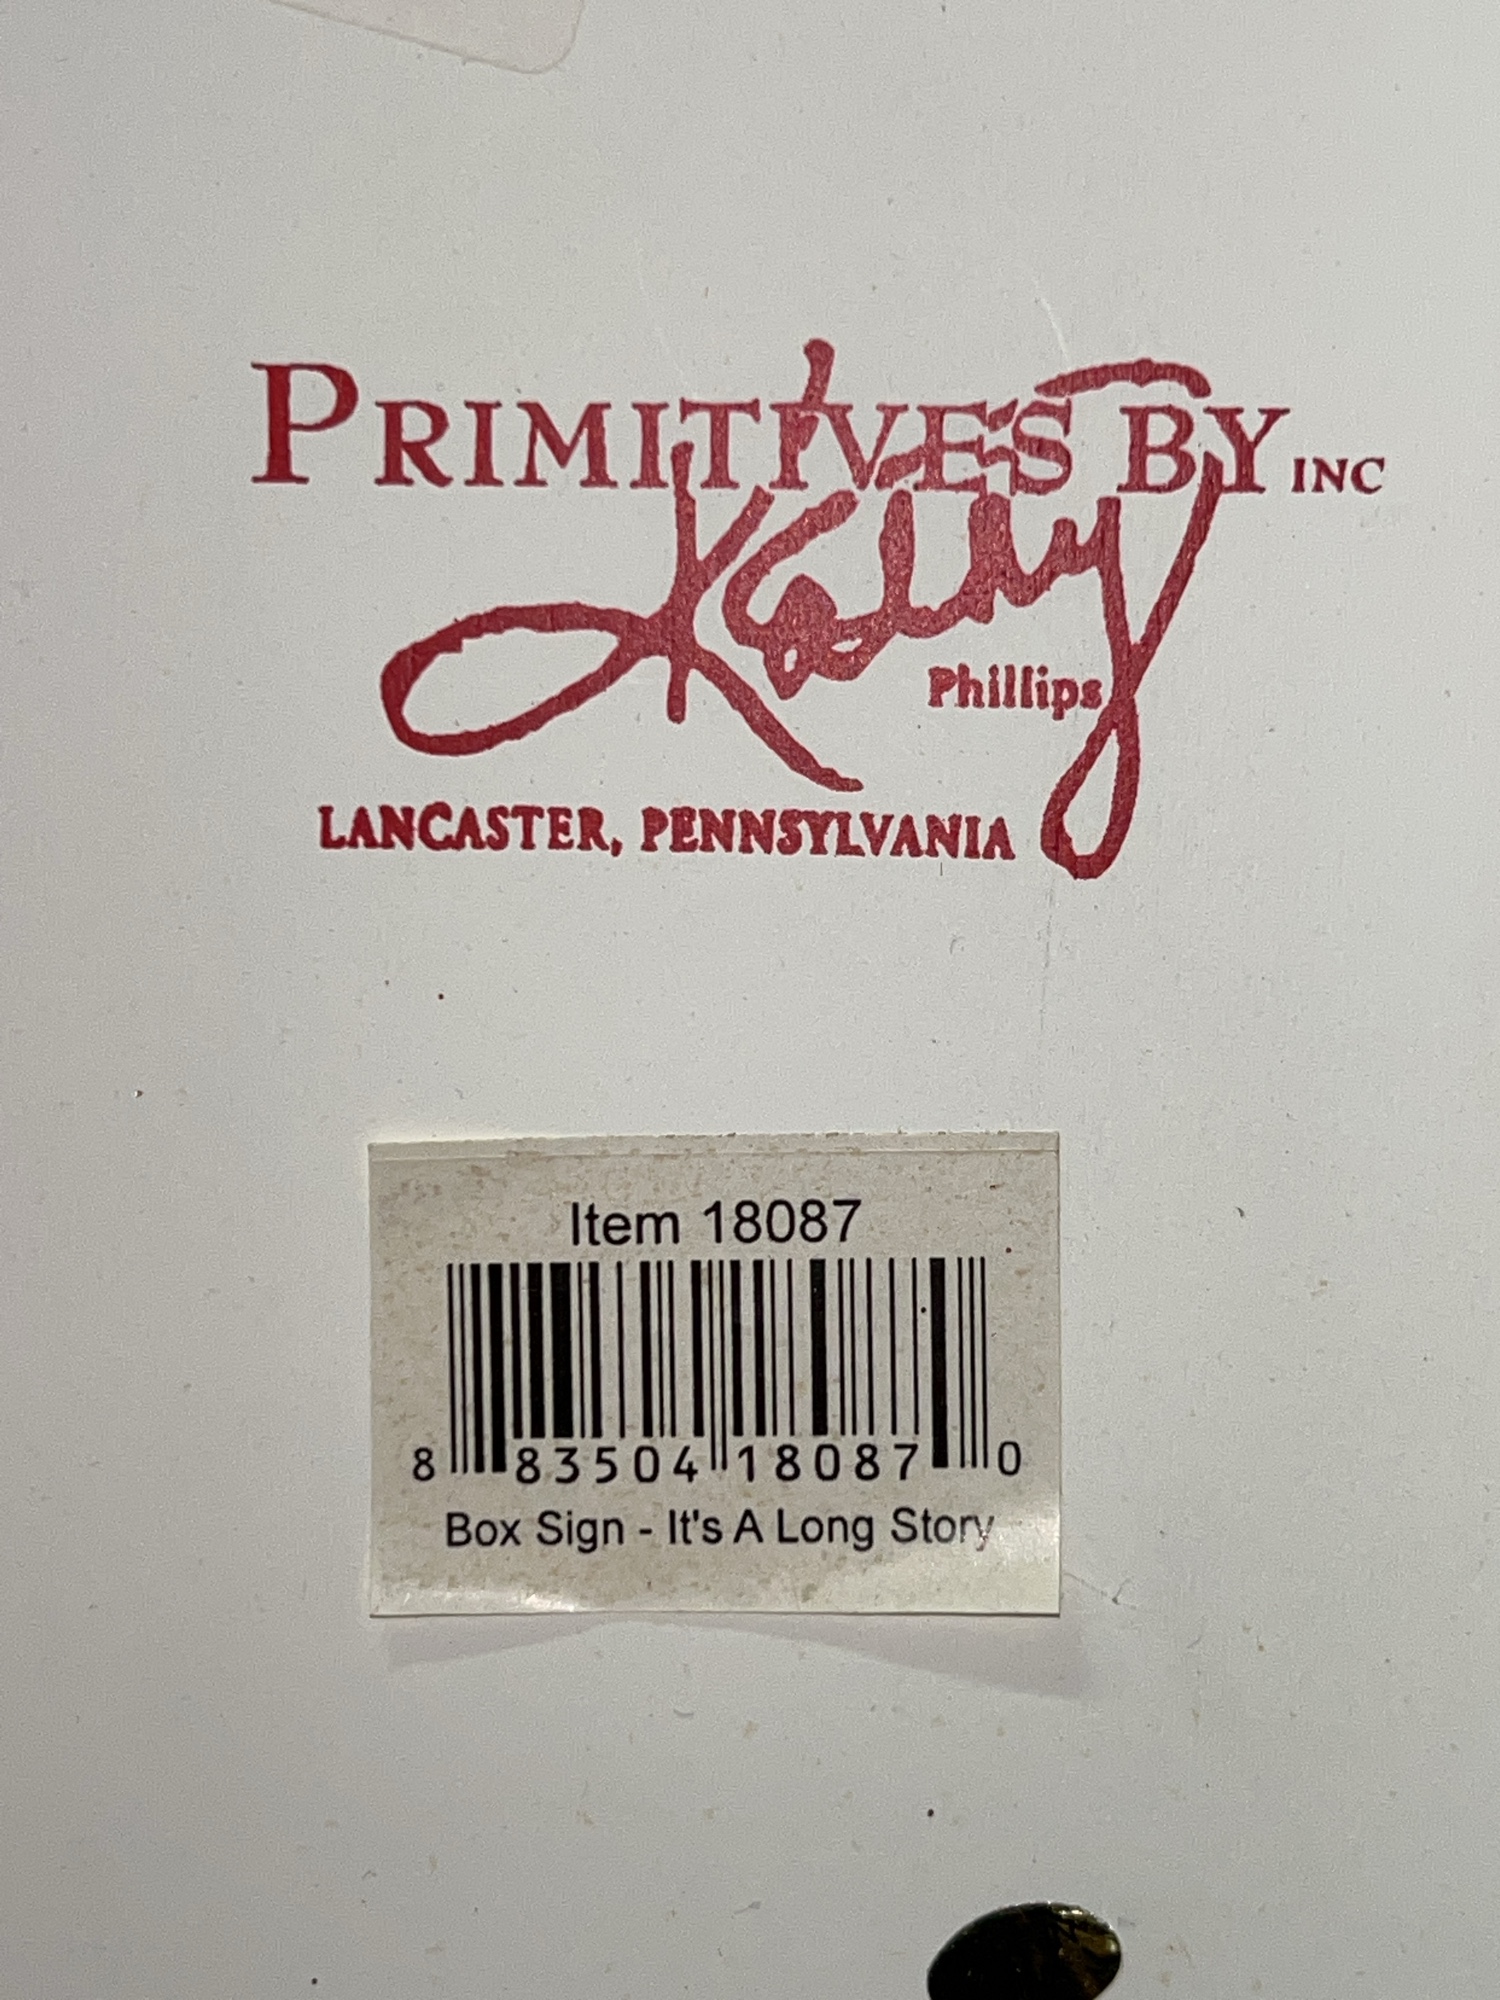 PRIMITIVES BY INC
Kathy
Phillips
LANCASTER, PENNSYLVANIA
Item 18087
8 83504 18087 0
Box Sign - It's A Long Story